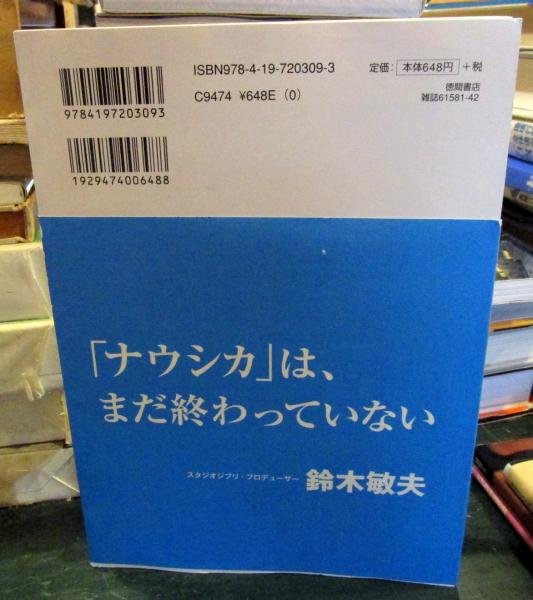 ISBN978-4-19-720309-3
定価： 本体648円 +税
C9474 ¥648E (0)
徳間書店
雑誌61581-42
9784197203093
1929474006488
「ナウシカ」は、
まだ終わっていない
スタジオジブリ・プロデューサー 鈴木敏夫